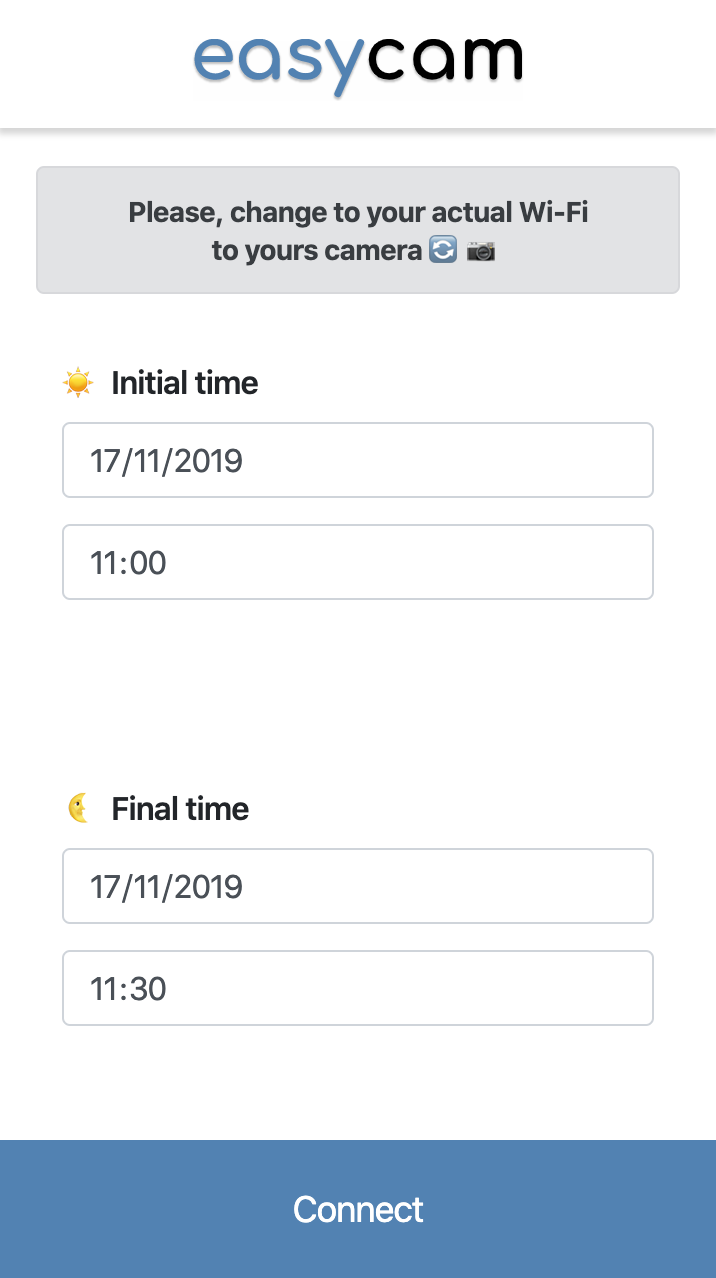 easycam
Please, change to your actual Wi-Fi
to yours camera 🔄 📷
☀️ Initial time
17/11/2019
11:00
🌜 Final time
17/11/2019
11:30
Connect